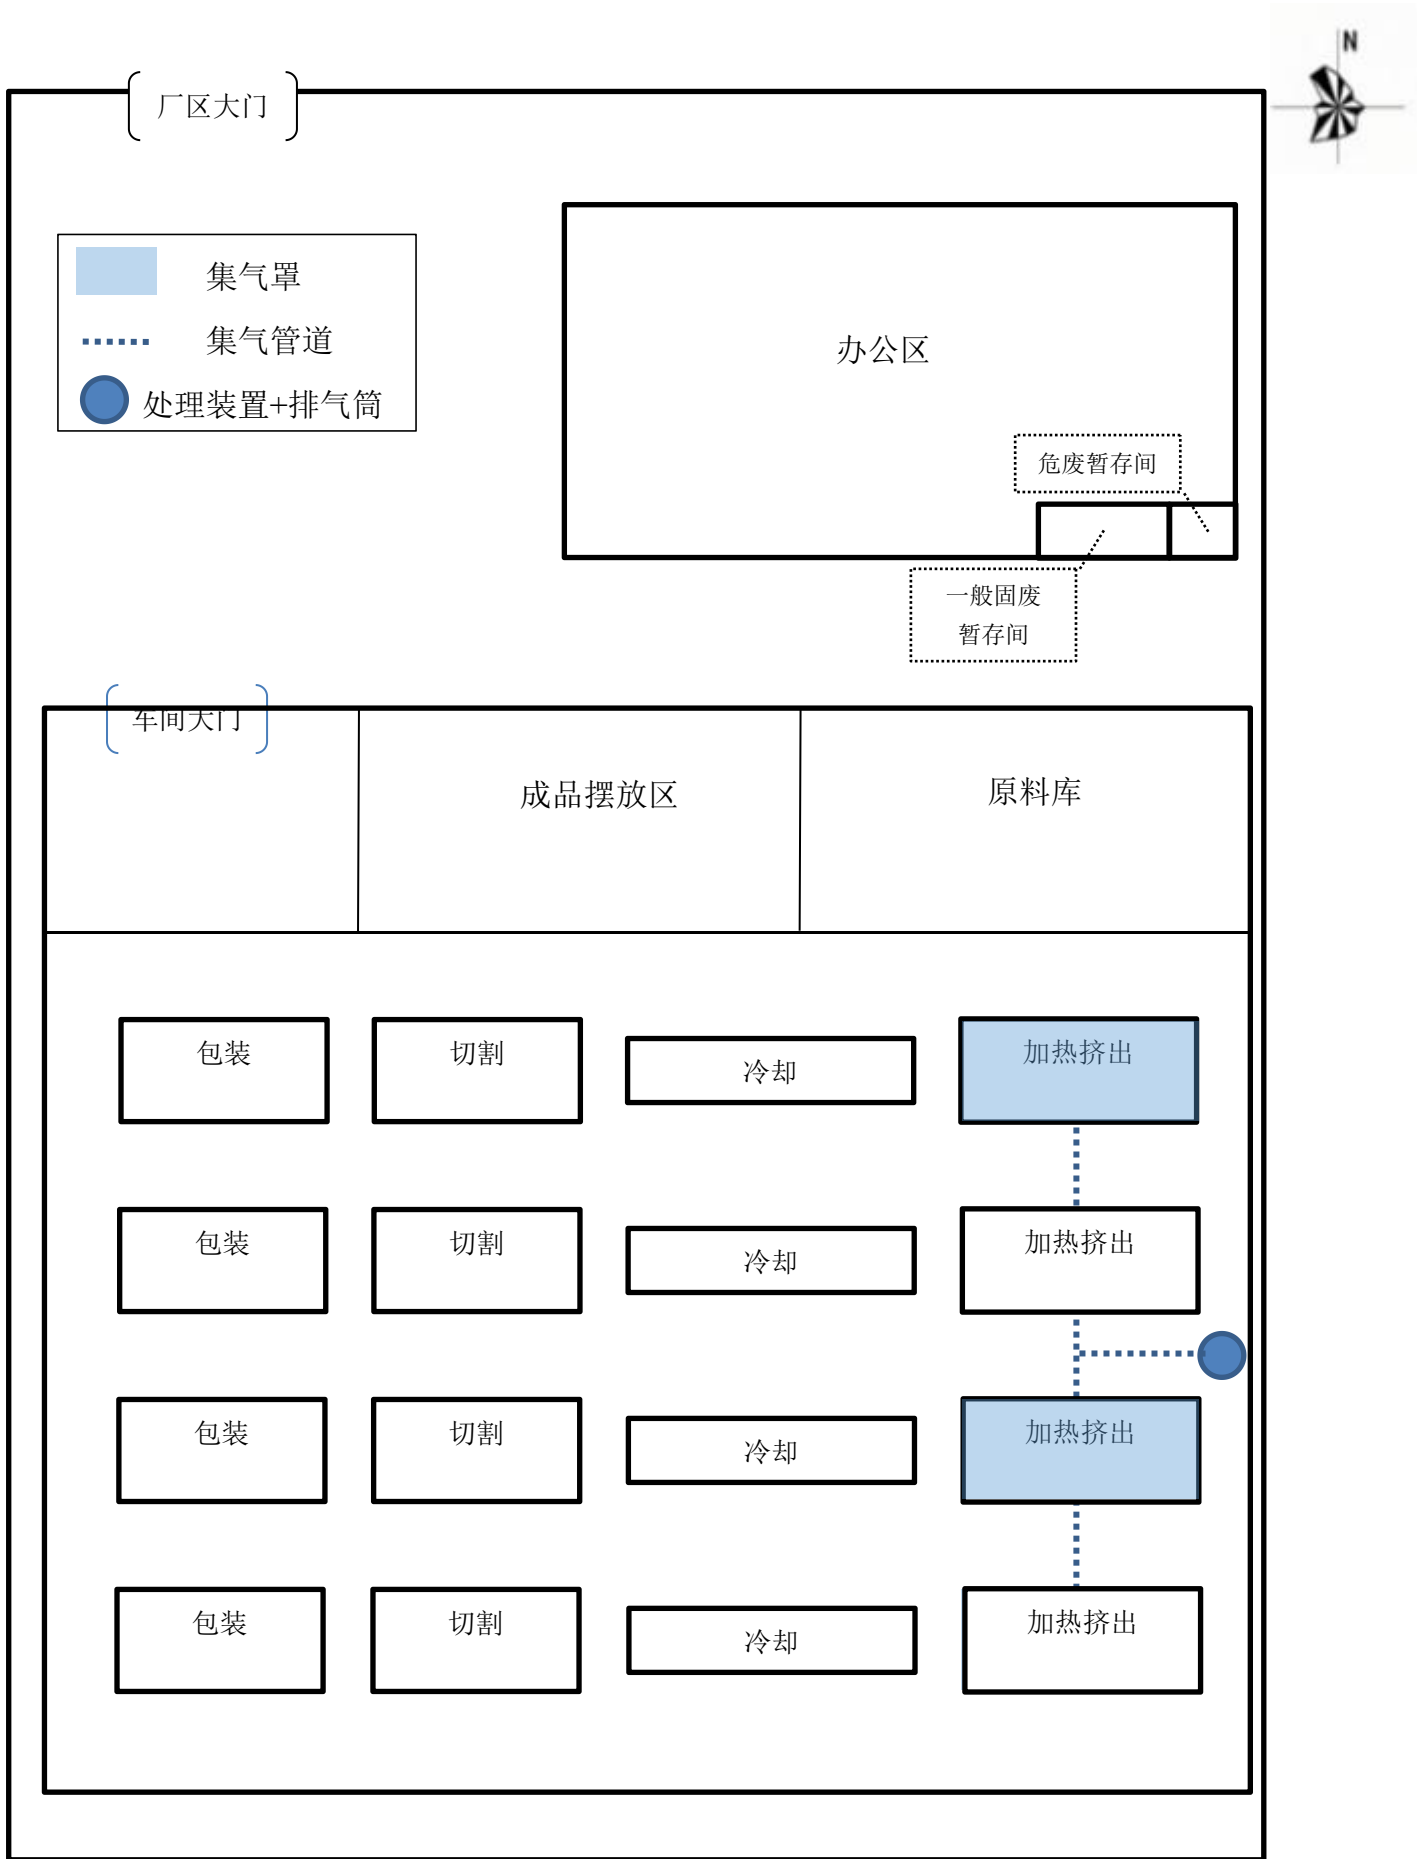 N
厂区大门
集气罩
集气管道
处理装置+排气筒
办公区
危废暂存间
一般固废
暂存间
车间大门
成品摆放区
原料库
包装
切割
冷却
加热挤出
包装
切割
冷却
加热挤出
包装
切割
冷却
加热挤出
包装
切割
冷却
加热挤出